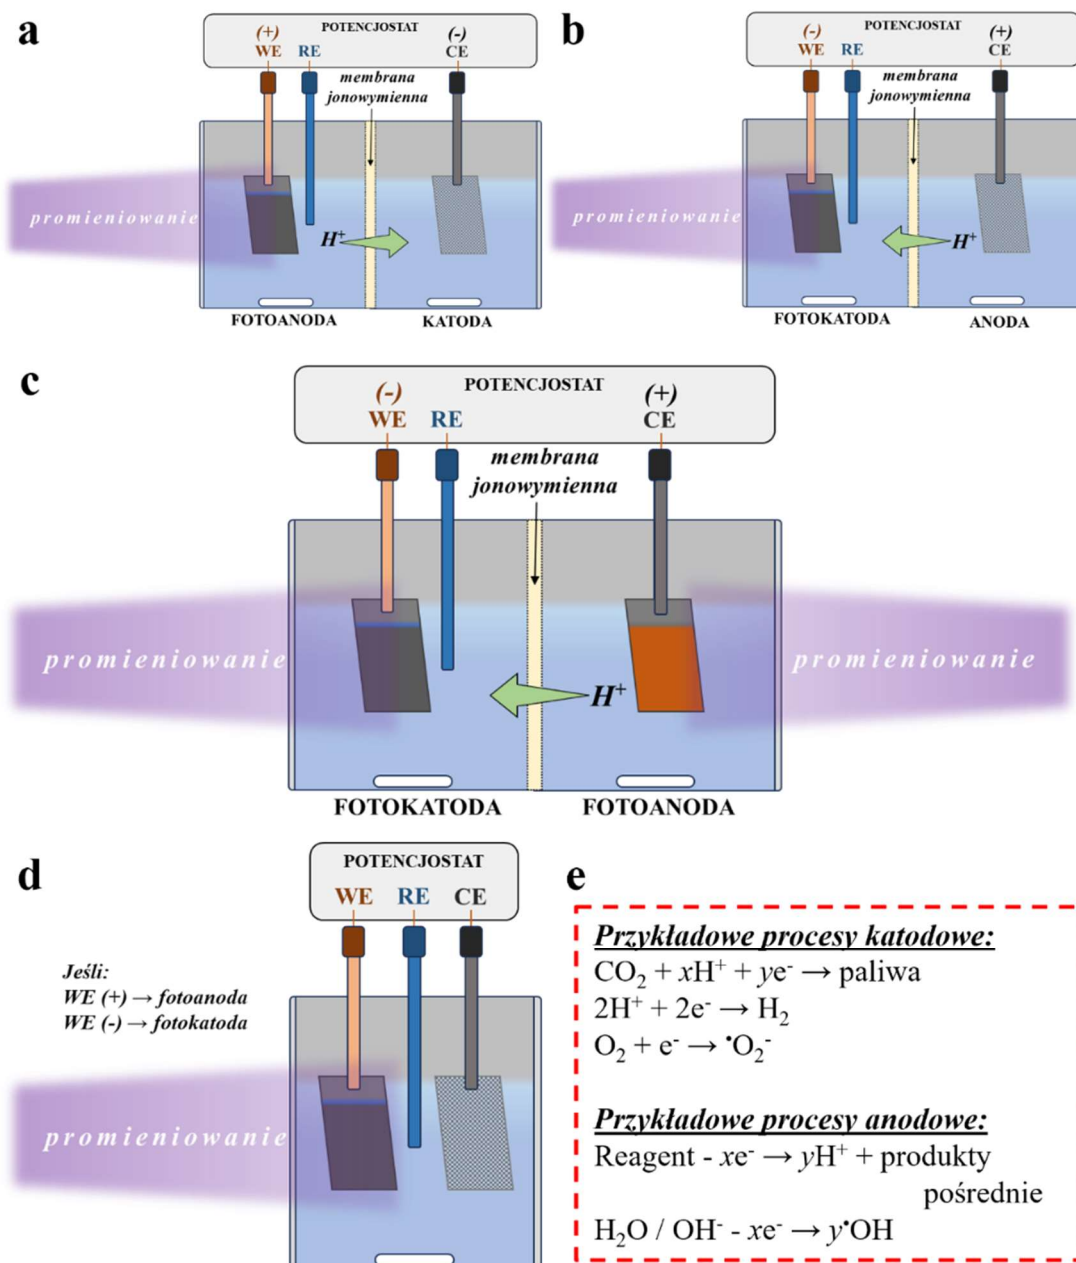 a
POTENCJOSTAT
(+)
WE
RE
(-)
CE
membrana
jonowymienna
promieniowanie
H+
FOTOANODA
KATODA
b
POTENCJOSTAT
(-)
WE
RE
(+)
CE
membrana
jonowymienna
promieniowanie
H+
FOTOKATODA
ANODA
c
POTENCJOSTAT
(-)
WE
RE
(+)
CE
membrana
jonowymienna
promieniowanie
promieniowanie
H+
FOTOKATODA
FOTOANODA
d
POTENCJOSTAT
WE RE CE
Jeśli:
WE (+) → fotoanoda
WE (-) → fotokatoda
promieniowanie
e
Przykładowe procesy katodowe:
CO₂ + xH⁺ + ye⁻ → paliwa
2H⁺ + 2e⁻ → H₂
O₂ + e⁻ → •O₂⁻
Przykładowe procesy anodowe:
Reagent - xe⁻ → yH⁺ + produkty
pośrednie
H₂O / OH⁻ - xe⁻ → y•OH